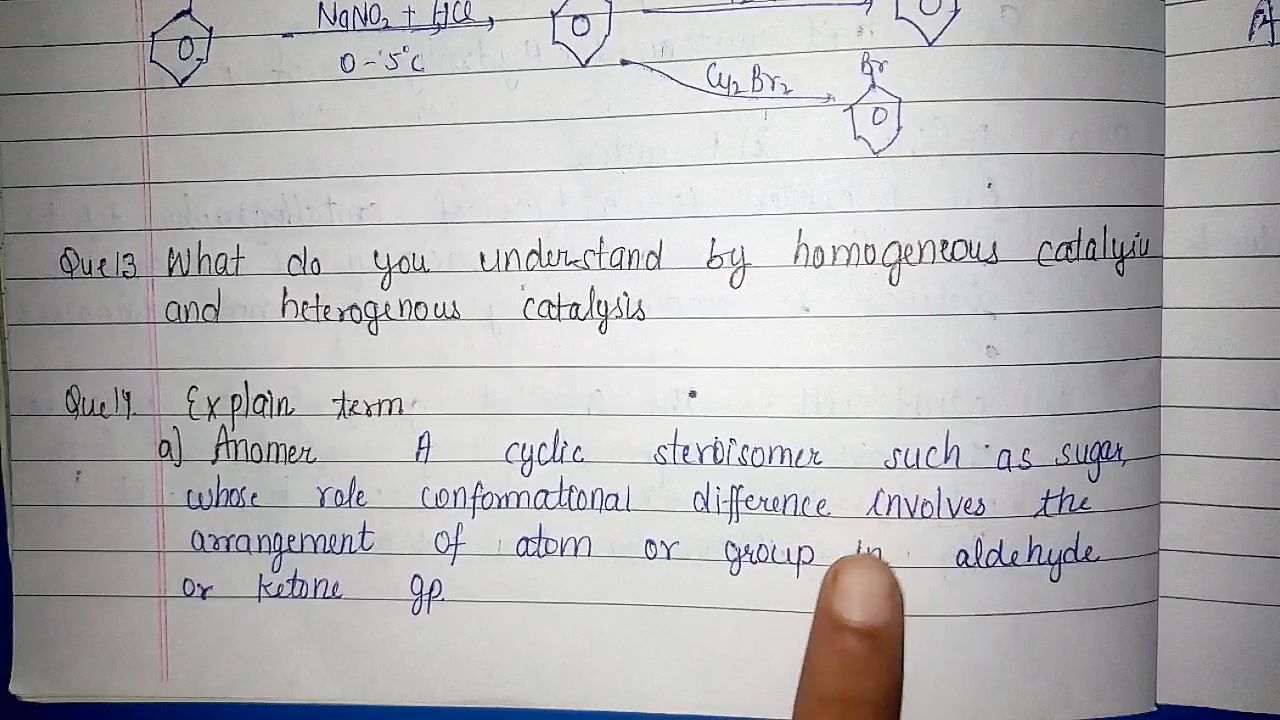 NaNO2 + HCl
0-5°C
Cu2Br2
Br
Que13 What do you understand by homogeneous catalysis
and heterogenous catalysis
Que14. Explain term
a) Anomer A cyclic steroisomer such as sugar,
whose role conformational difference involves the
arrangement of atom or group in aldehyde
or ketone gp.